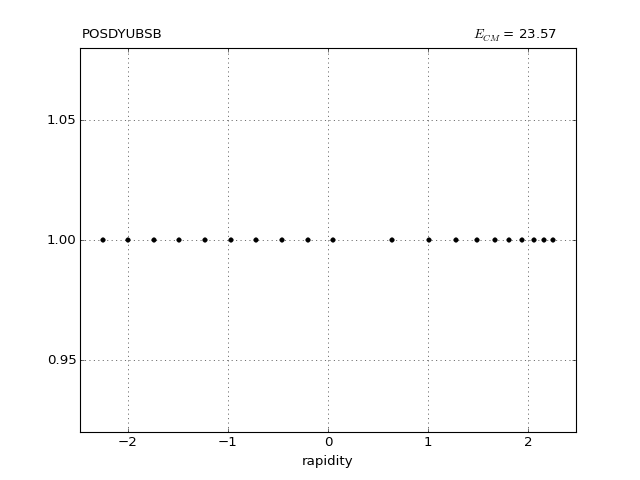 POSDYUBSB
E_CM = 23.57
1.05
1.00
0.95
−2 −1 0 1 2
rapidity